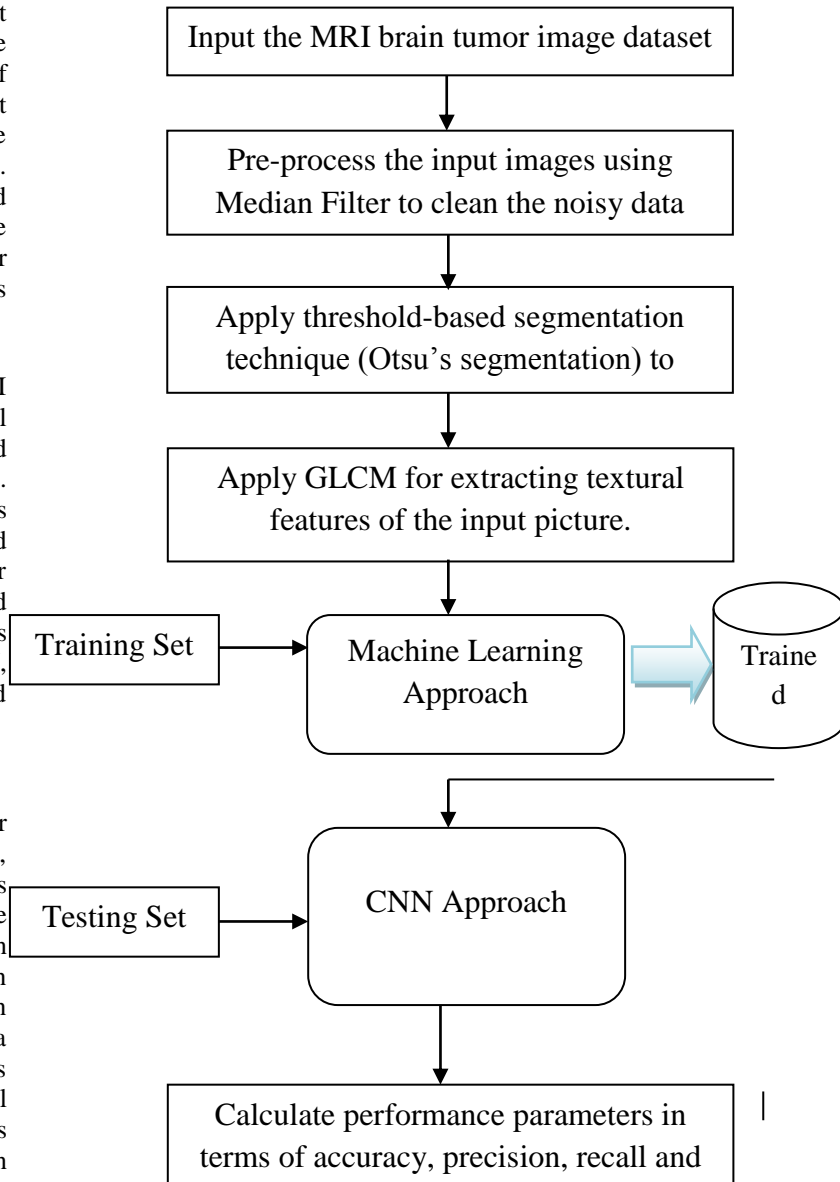 Input the MRI brain tumor image dataset
Pre-process the input images using
Median Filter to clean the noisy data
Apply threshold-based segmentation
technique (Otsu's segmentation) to
Apply GLCM for extracting textural
features of the input picture.
Training Set
Machine Learning
Approach
Traine
d
Testing Set
CNN Approach
Calculate performance parameters in
terms of accuracy, precision, recall and